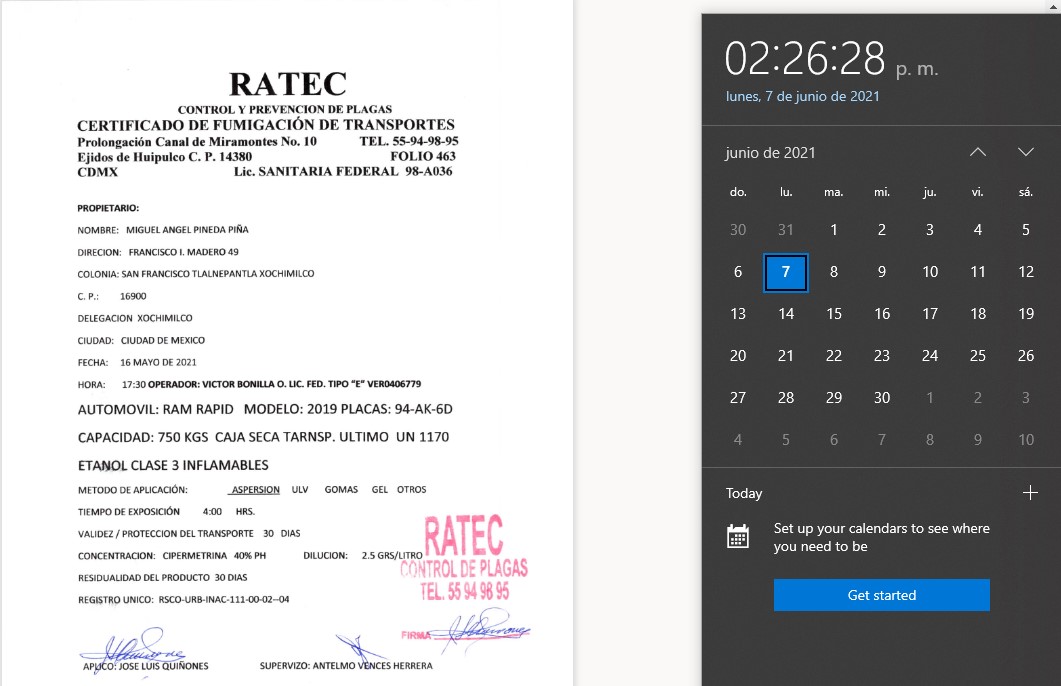 RATEC
CONTROL Y PREVENCION DE PLAGAS
CERTIFICADO DE FUMIGACIÓN DE TRANSPORTES
Prolongación Canal de Miramontes No. 10 TEL. 55-94-98-95
Ejidos de Huipulco C. P. 14380 FOLIO 463
CDMX Lic. SANITARIA FEDERAL 98-A036
PROPIETARIO:
NOMBRE: MIGUEL ANGEL PINEDA PIÑA
DIRECION: FRANCISCO I. MADERO 49
COLONIA: SAN FRANCISCO TLALNEPANTLA XOCHIMILCO
C. P.: 16900
DELEGACION XOCHIMILCO
CIUDAD: CIUDAD DE MEXICO
FECHA: 16 MAYO DE 2021
HORA: 17:30 OPERADOR: VICTOR BONILLA O. LIC. FED. TIPO “E” VER0406779
AUTOMOVIL: RAM RAPID MODELO: 2019 PLACAS: 94-AK-6D
CAPACIDAD: 750 KGS CAJA SECA TARNSP. ULTIMO UN 1170
ETANOL CLASE 3 INFLAMABLES
METODO DE APLICACIÓN: ASPERSION ULV GOMAS GEL OTROS
TIEMPO DE EXPOSICIÓN 4:00 HRS.
VALIDEZ / PROTECCION DEL TRANSPORTE 30 DIAS
CONCENTRACION: CIPERMETRINA 40% PH DILUCION: 2.5 GRS/LITRO
RESIDUALIDAD DEL PRODUCTO 30 DIAS
REGISTRO UNICO: RSCO-URB-INAC-111-00-02--04
RATEC
CONTROL DE PLAGAS
TEL. 55 94 98 95
FIRMA
APLICO: JOSE LUIS QUIÑONES SUPERVIZO: ANTELMO VENCES HERRERA
02:26:28 p. m.
lunes, 7 de junio de 2021
junio de 2021
do. lu. ma. mi. ju. vi. sá.
30 31 1 2 3 4 5
6 7 8 9 10 11 12
13 14 15 16 17 18 19
20 21 22 23 24 25 26
27 28 29 30 1 2 3
4 5 6 7 8 9 10
Today
Set up your calendars to see where
you need to be
Get started